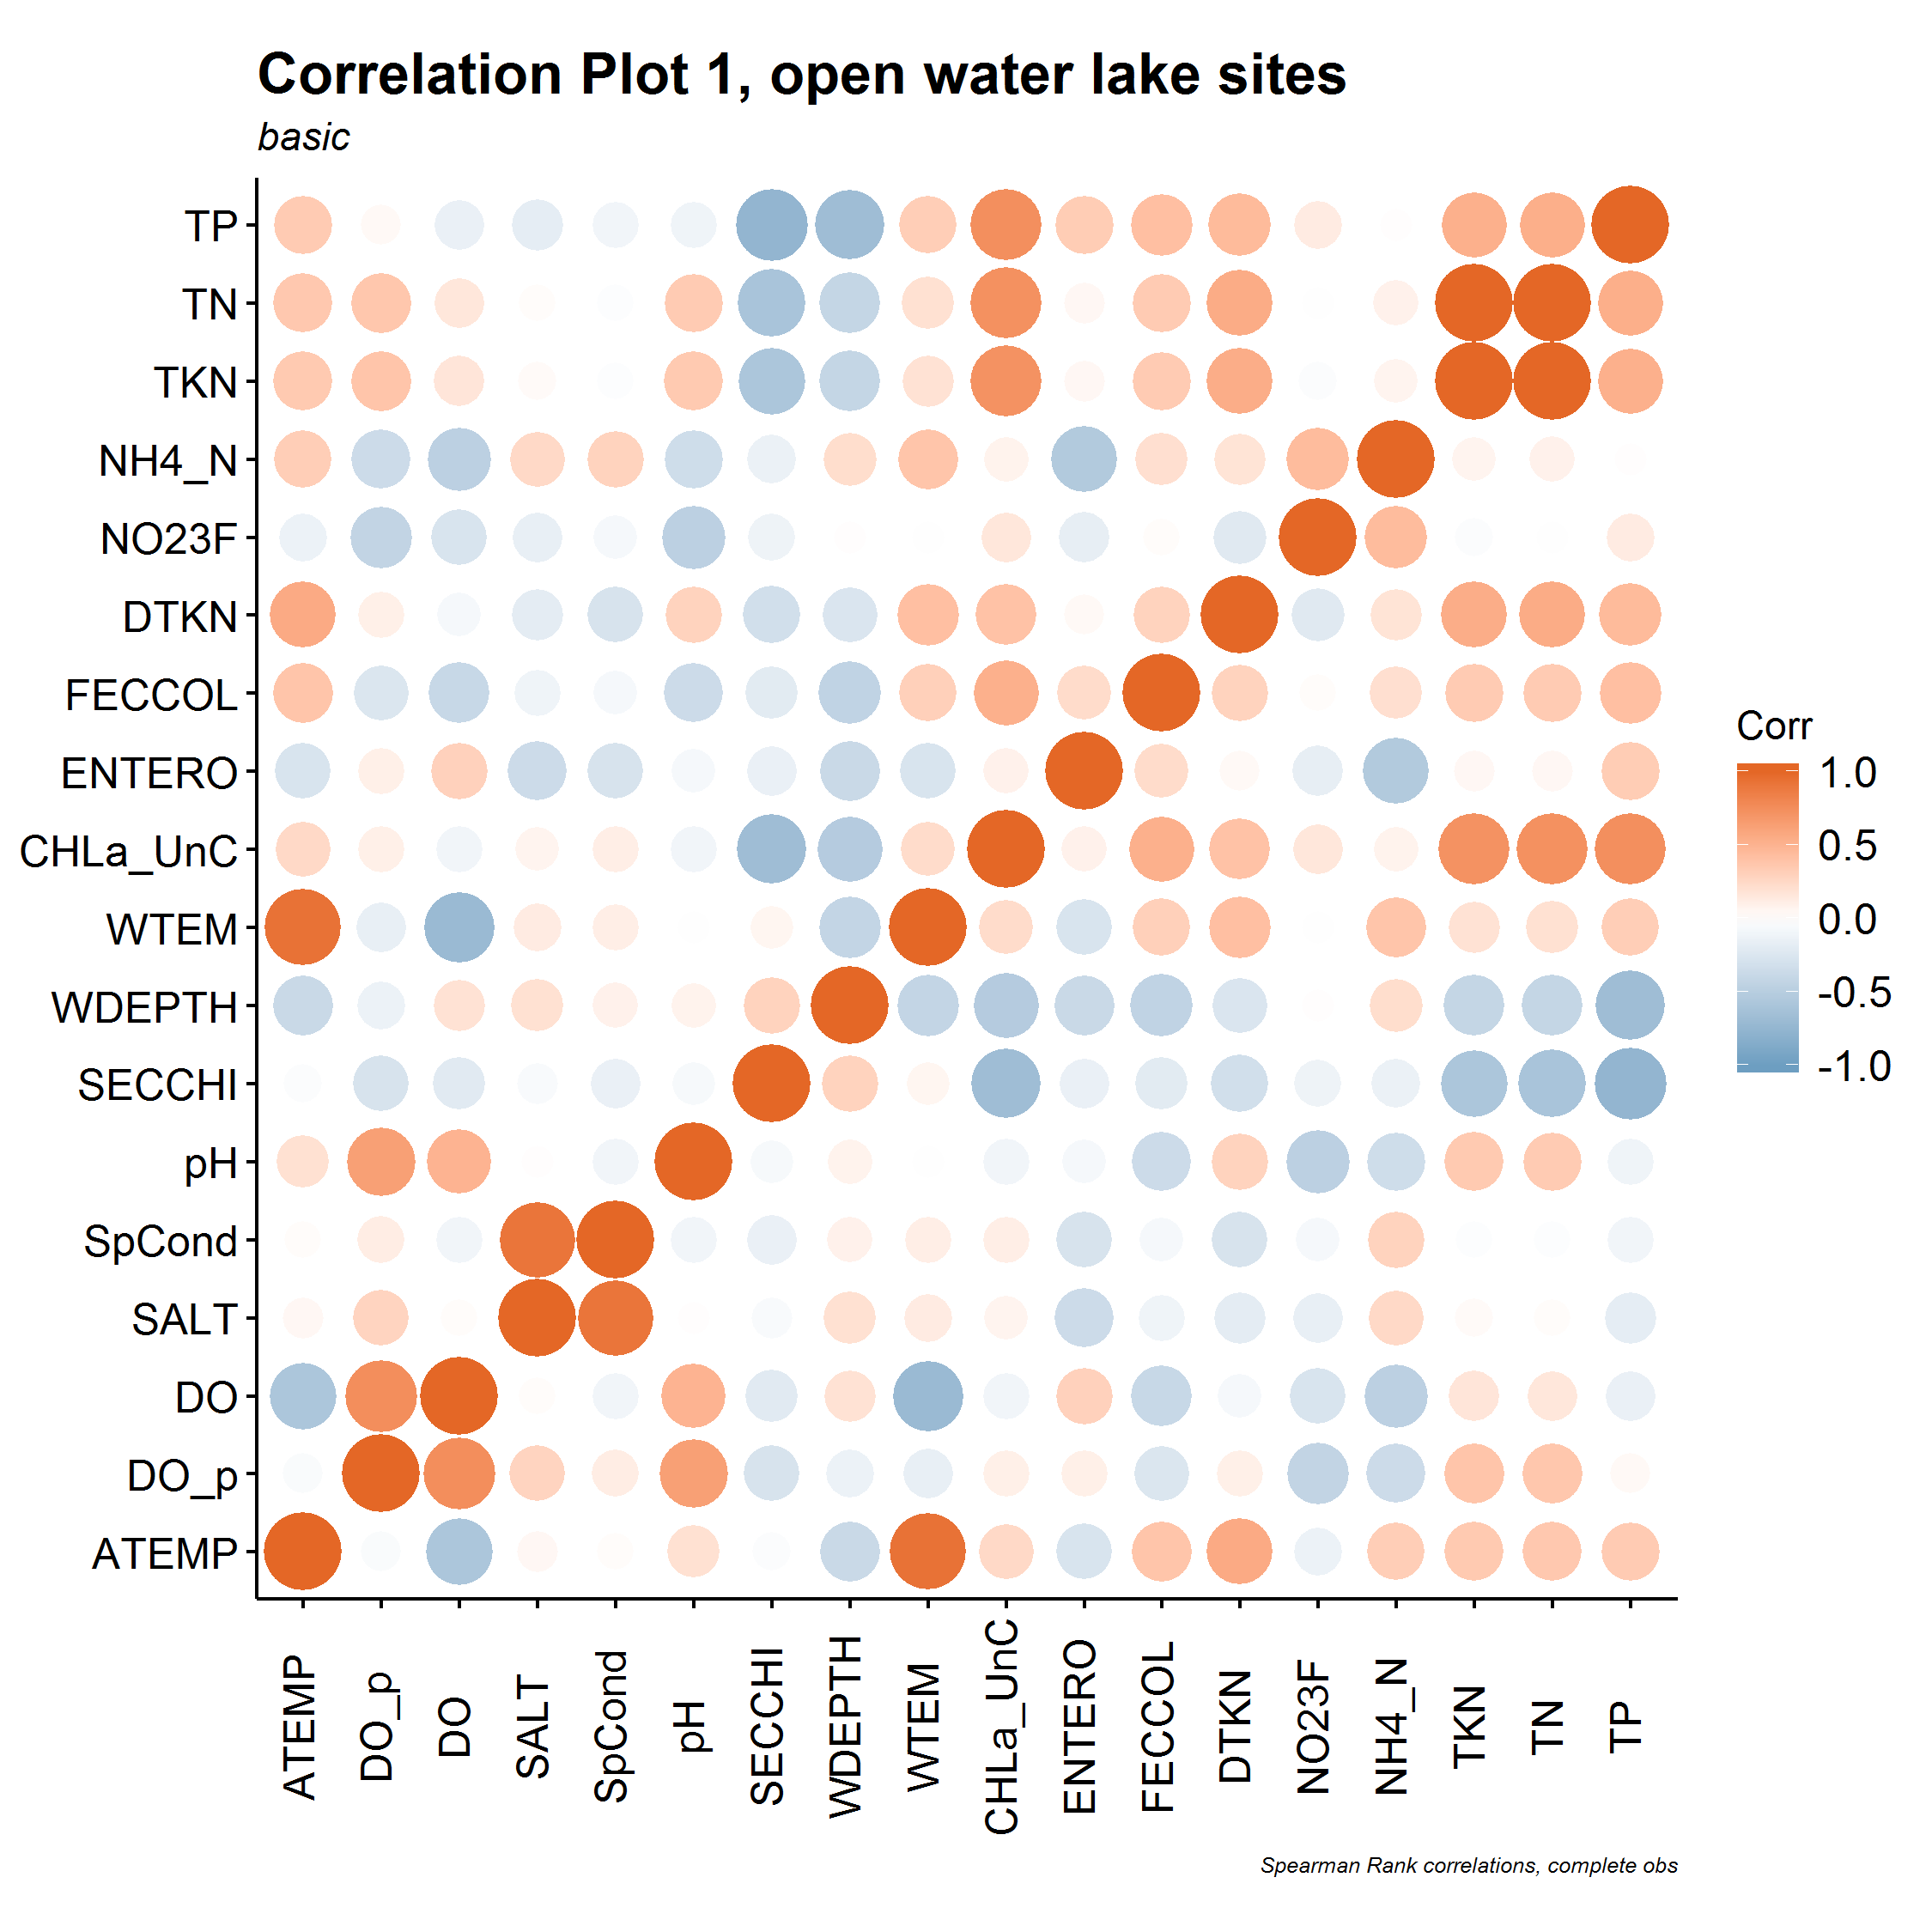 Correlation Plot 1, open water lake sites
basic
TP
TN
TKN
NH4_N
NO23F
DTKN
FECCOL
ENTERO
CHLa_UnC
WTEM
WDEPTH
SECCHI
pH
SpCond
SALT
DO
DO_p
ATEMP
Corr
1.0
0.5
0.0
-0.5
-1.0
ATEMP
DO_p
DO
SALT
SpCond
pH
SECCHI
WDEPTH
WTEM
CHLa_UnC
ENTERO
FECCOL
DTKN
NO23F
NH4_N
TKN
TN
TP
Spearman Rank correlations, complete obs